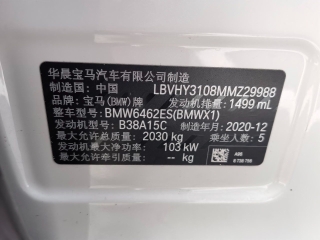 华晨宝马汽车有限公司制造
制造国：中国 LBVHY3108MMZ29988
品牌：宝马(BMW)牌 发动机排量：1499 mL
整车型号：BMW6462ES(BMWX1)
发动机型号：B38A15C 制造年月：2020-12
最大允许总质量：2030 kg 乘坐人数：5
发动机最大净功率：103 kW
最大允许牵引质量：-- kg